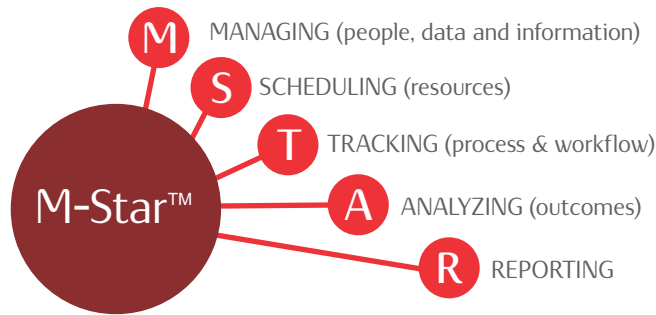 M MANAGING (people, data and information)
S SCHEDULING (resources)
T TRACKING (process & workflow)
M-Star™
A ANALYZING (outcomes)
R REPORTING